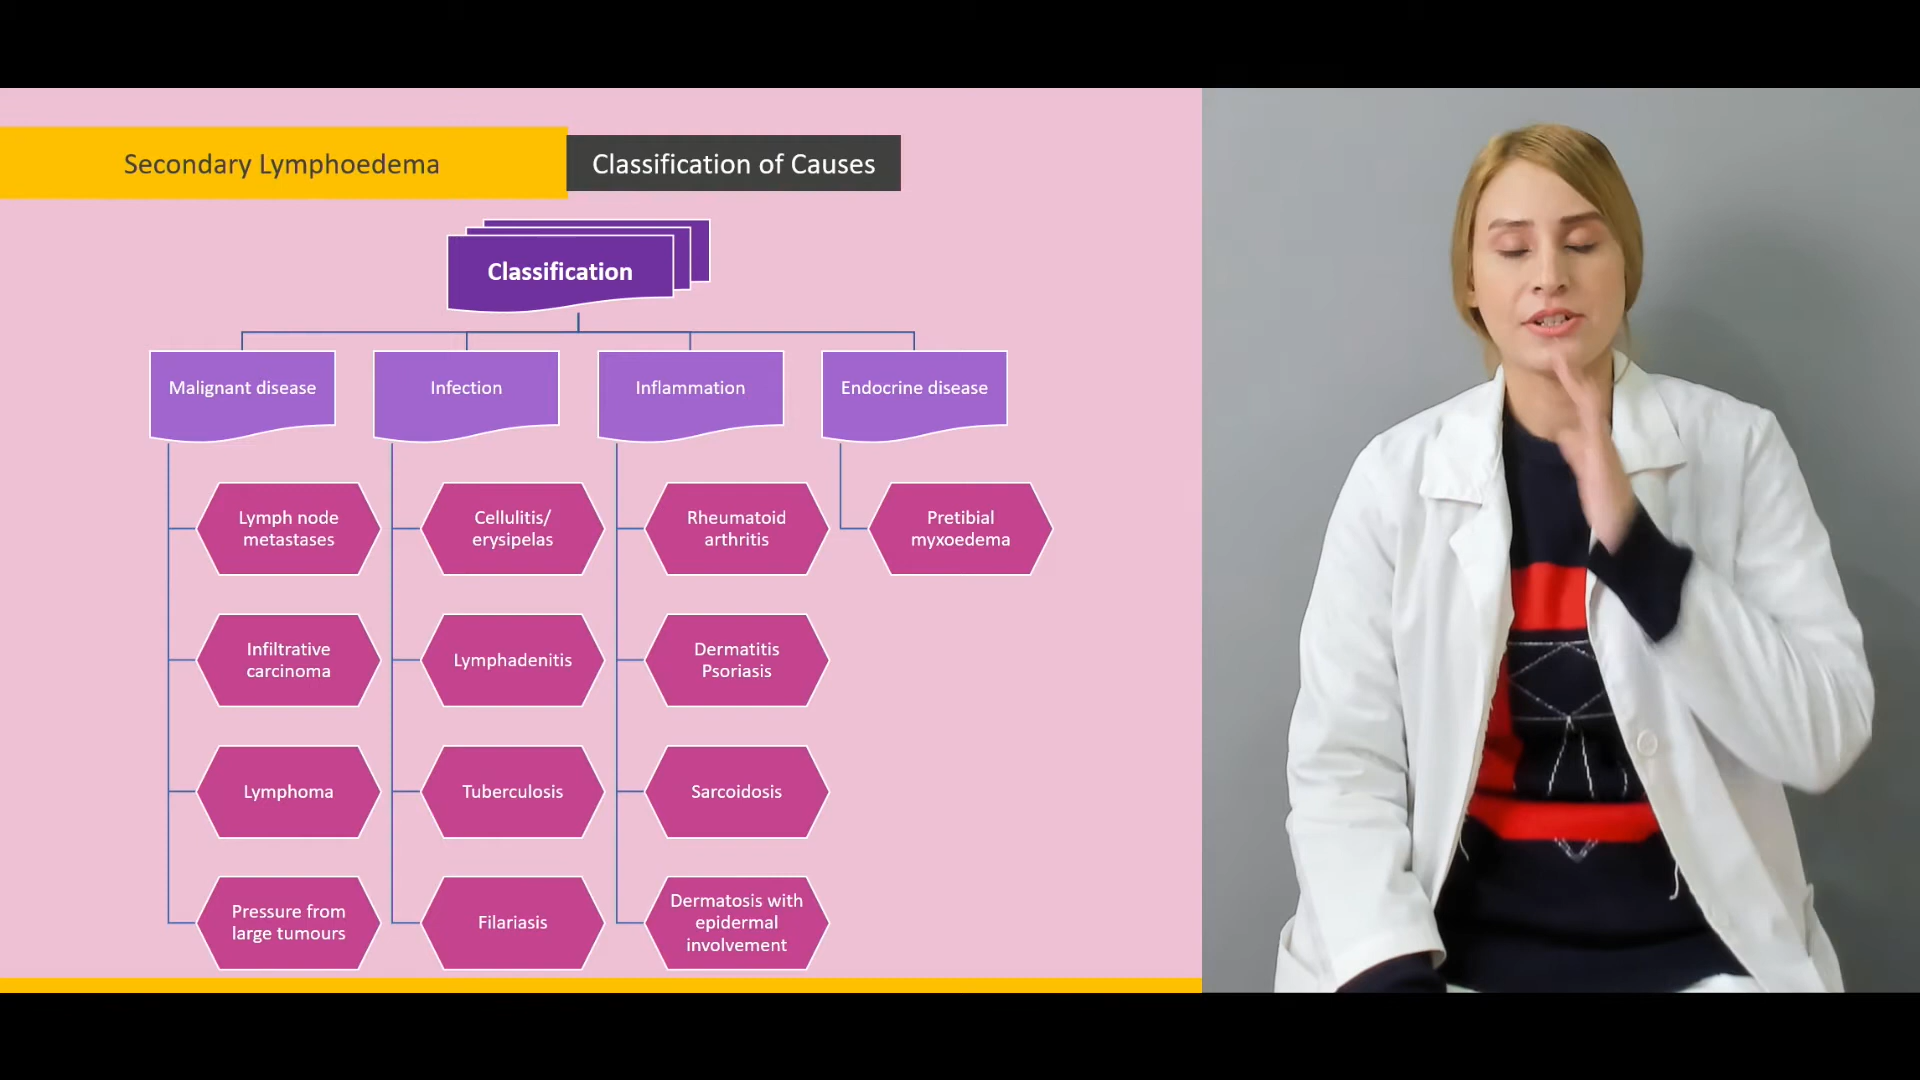 Secondary Lymphoedema
Classification of Causes
Classification
Malignant disease
Infection
Inflammation
Endocrine disease
Lymph node
metastases
Cellulitis/
erysipelas
Rheumatoid
arthritis
Pretibial
myxoedema
Infiltrative
carcinoma
Lymphadenitis
Dermatitis
Psoriasis
Lymphoma
Tuberculosis
Sarcoidosis
Pressure from
large tumours
Filariasis
Dermatosis with
epidermal
involvement